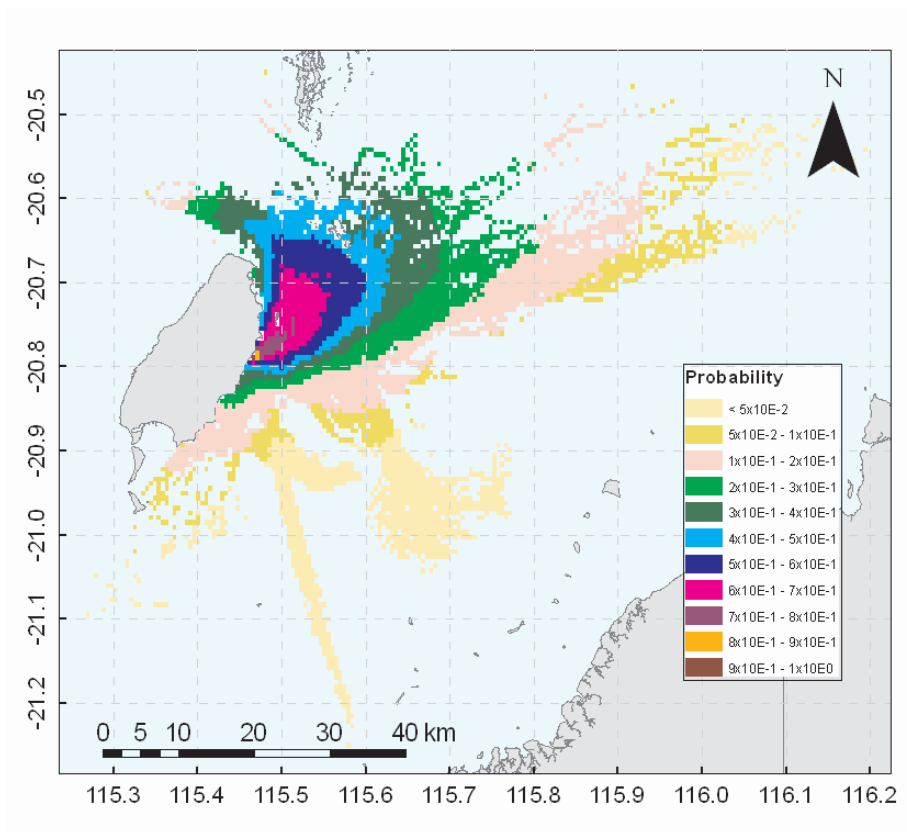 N
-20.5
-20.6
-20.7
-20.8
-20.9
-21.0
-21.1
-21.2
Probability
< 5x10E-2
5x10E-2 - 1x10E-1
1x10E-1 - 2x10E-1
2x10E-1 - 3x10E-1
3x10E-1 - 4x10E-1
4x10E-1 - 5x10E-1
5x10E-1 - 6x10E-1
6x10E-1 - 7x10E-1
7x10E-1 - 8x10E-1
8x10E-1 - 9x10E-1
9x10E-1 - 1x10E0
0 5 10 20 30 40 km
115.3 115.4 115.5 115.6 115.7 115.8 115.9 116.0 116.1 116.2